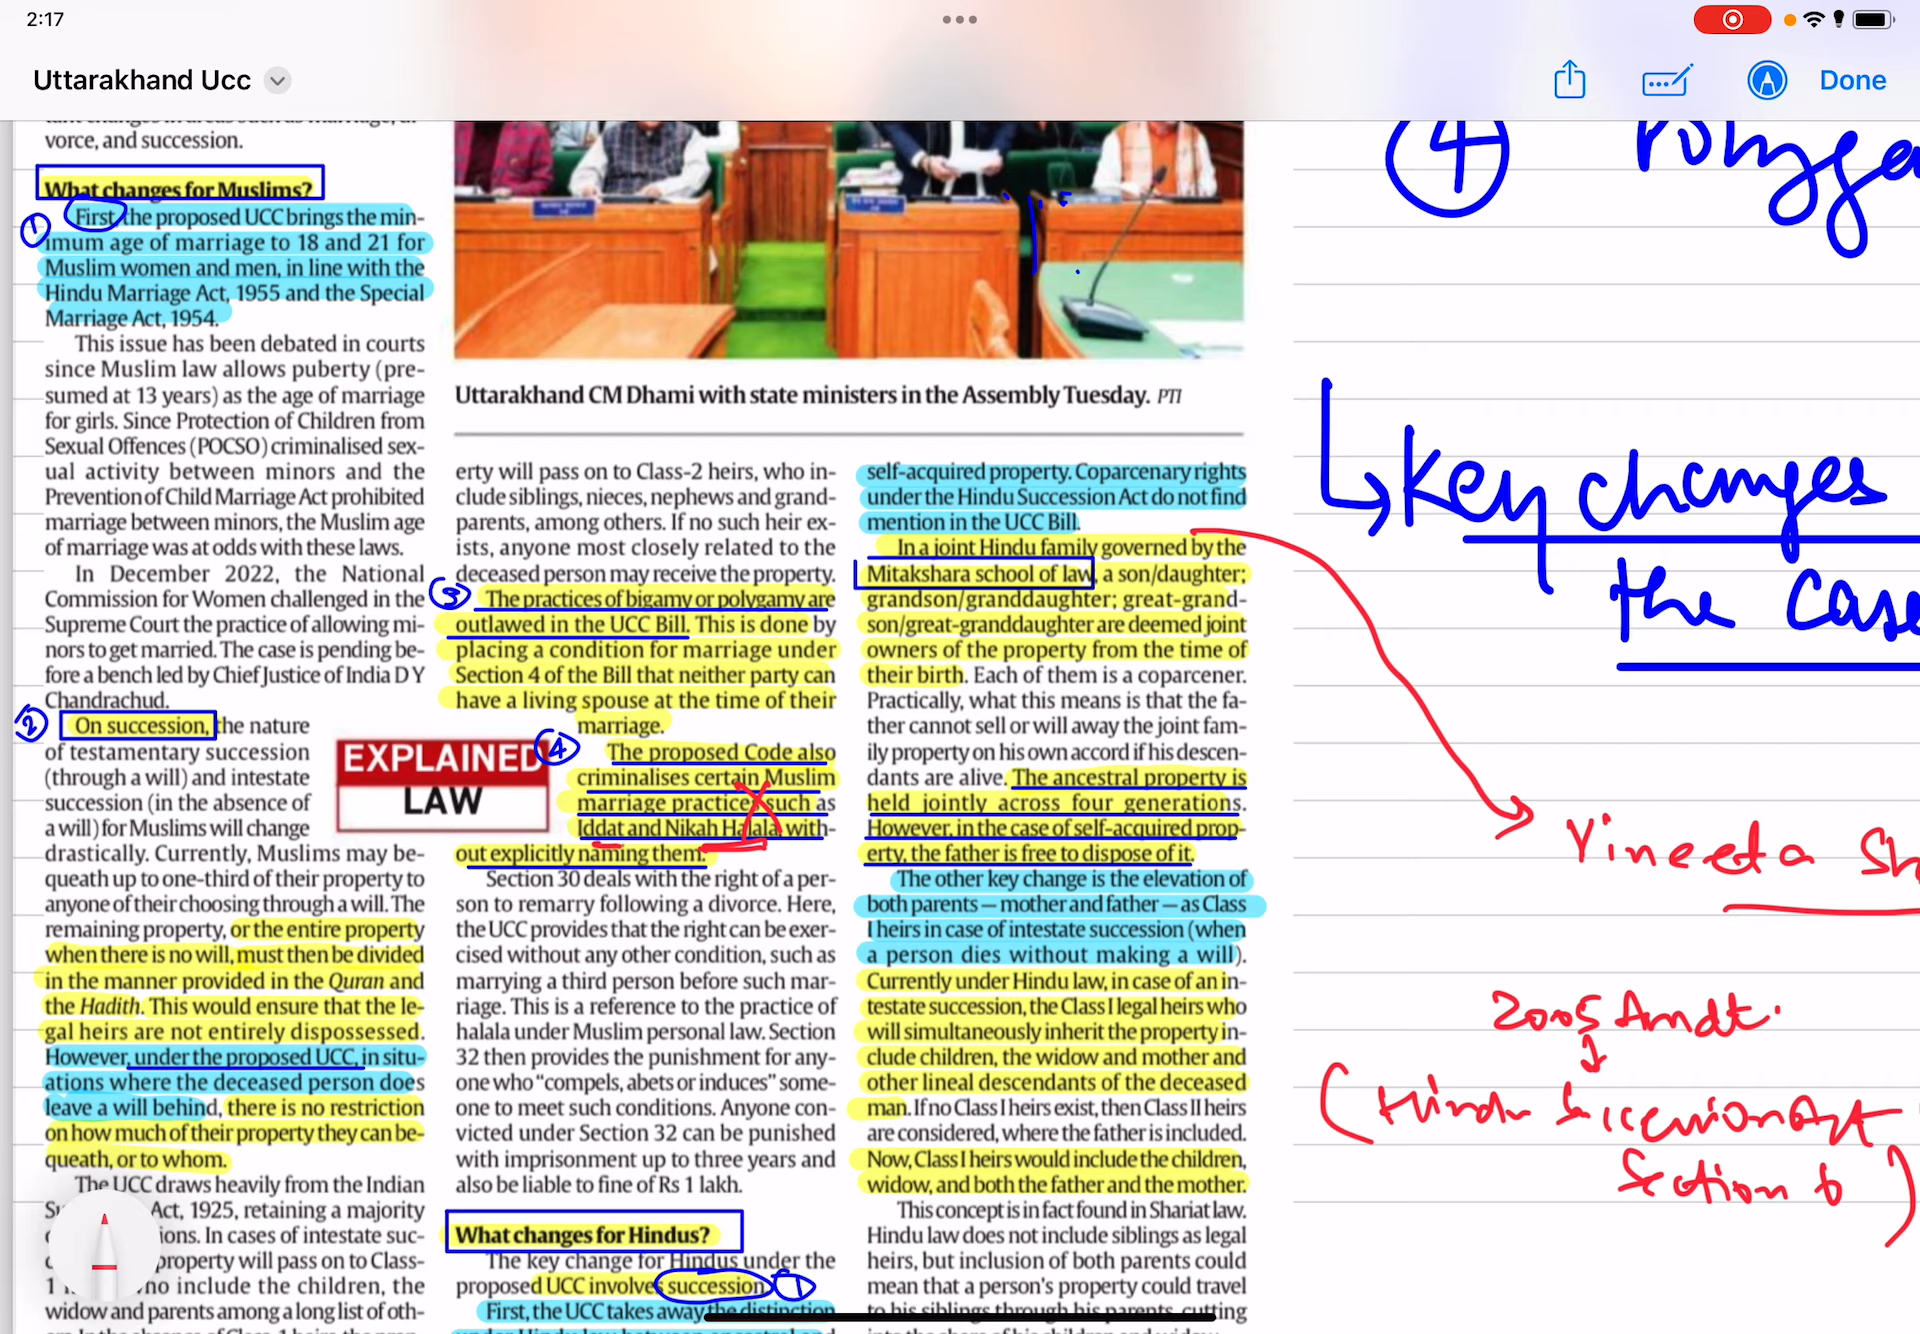 2:17
Uttarakhand Ucc
Done
vorce, and succession.
What changes for Muslims?
First, the proposed UCC brings the min-
imum age of marriage to 18 and 21 for
Muslim women and men, in line with the
Hindu Marriage Act, 1955 and the Special
Marriage Act, 1954.
This issue has been debated in courts
since Muslim law allows puberty (pre-
sumed at 13 years) as the age of marriage
for girls. Since Protection of Children from
Sexual Offences (POCSO) criminalised sex-
ual activity between minors and the
Prevention of Child Marriage Act prohibited
marriage between minors, the Muslim age
of marriage was at odds with these laws.
In December 2022, the National
Commission for Women challenged in the
Supreme Court the practice of allowing mi-
nors to get married. The case is pending be-
fore a bench led by Chief Justice of India D Y
Chandrachud.
On succession, the nature
of testamentary succession
(through a will) and intestate
succession (in the absence of
a will) for Muslims will change
drastically. Currently, Muslims may be-
queath up to one-third of their property to
anyone of their choosing through a will. The
remaining property, or the entire property
when there is no will, must then be divided
in the manner provided in the Quran and
the Hadith. This would ensure that the le-
gal heirs are not entirely dispossessed.
However, under the proposed UCC, in situ-
ations where the deceased person does
leave a will behind, there is no restriction
on how much of their property they can be-
queath, or to whom.
The UCC draws heavily from the Indian
Act, 1925, retaining a majority
ions. In cases of intestate suc-
property will pass on to Class-
1 ho include the children, the
widow and parents among a long list of oth-
1
2
EXPLAINED
LAW
Uttarakhand CM Dhami with state ministers in the Assembly Tuesday. PTI
erty will pass on to Class-2 heirs, who in-
clude siblings, nieces, nephews and grand-
parents, among others. If no such heir ex-
ists, anyone most closely related to the
deceased person may receive the property.
3
The practices of bigamy or polygamy are
outlawed in the UCC Bill. This is done by
placing a condition for marriage under
Section 4 of the Bill that neither party can
have a living spouse at the time of their
marriage.
4
The proposed Code also
criminalises certain Muslim
marriage practices such as
Iddat and Nikah Halala, with-
out explicitly naming them.
Section 30 deals with the right of a per-
son to remarry following a divorce. Here,
the UCC provides that the right can be exer-
cised without any other condition, such as
marrying a third person before such mar-
riage. This is a reference to the practice of
halala under Muslim personal law. Section
32 then provides the punishment for any-
one who "compels, abets or induces" some-
one to meet such conditions. Anyone con-
victed under Section 32 can be punished
with imprisonment up to three years and
also be liable to fine of Rs 1 lakh.
What changes for Hindus?
The key change for Hindus under the
proposed UCC involves succession. 1
First, the UCC takes away the distinction
self-acquired property. Coparcenary rights
under the Hindu Succession Act do not find
mention in the UCC Bill.
In a joint Hindu family governed by the
Mitakshara school of law, a son/daughter;
grandson/granddaughter; great-grand-
son/great-granddaughter are deemed joint
owners of the property from the time of
their birth. Each of them is a coparcener.
Practically, what this means is that the fa-
ther cannot sell or will away the joint fam-
ily property on his own accord if his descen-
dants are alive. The ancestral property is
held jointly across four generations.
However, in the case of self-acquired prop-
erty, the father is free to dispose of it.
The other key change is the elevation of
both parents — mother and father — as Class
I heirs in case of intestate succession (when
a person dies without making a will).
Currently under Hindu law, in case of an in-
testate succession, the Class I legal heirs who
will simultaneously inherit the property in-
clude children, the widow and mother and
other lineal descendants of the deceased
man. If no Class I heirs exist, then Class II heirs
are considered, where the father is included.
Now, Class I heirs would include the children,
widow, and both the father and the mother.
This concept is in fact found in Shariat law.
Hindu law does not include siblings as legal
heirs, but inclusion of both parents could
mean that a person's property could travel
to his siblings through his parents, cutting
4 Polyga
Key changes
the Case
Vineeta Sh
2005 Amdt.
(Hindu Succession Act
Section 6)